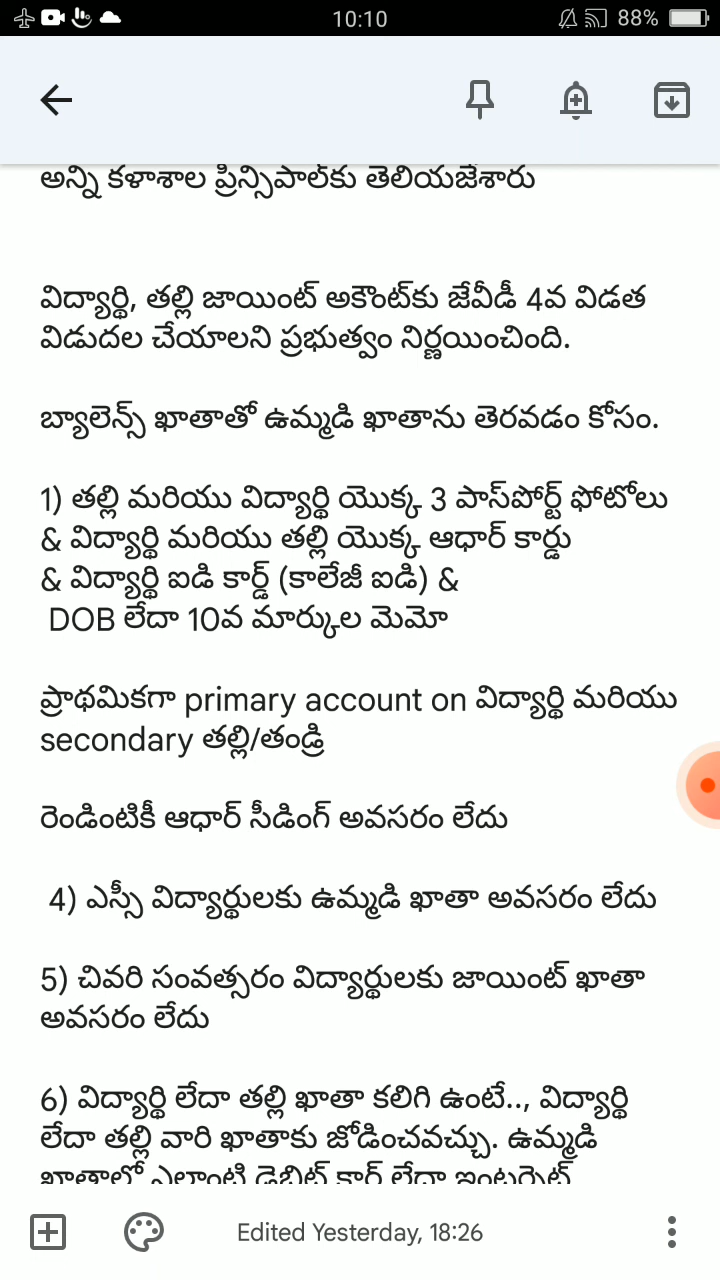 10:10
88%
అన్ని కళాశాల ప్రిన్సిపాల్‌కు తెలియజేశారు
విద్యార్థి, తల్లి జాయింట్ అకౌంట్‌కు జేవీడీ 4వ విడత
విడుదల చేయాలని ప్రభుత్వం నిర్ణయించింది.
బ్యాలెన్స్ ఖాతాతో ఉమ్మడి ఖాతాను తెరవడం కోసం.
1) తల్లి మరియు విద్యార్థి యొక్క 3 పాస్‌పోర్ట్ ఫోటోలు
& విద్యార్థి మరియు తల్లి యొక్క ఆధార్ కార్డు
& విద్యార్థి ఐడి కార్డ్ (కాలేజీ ఐడి) &
DOB లేదా 10వ మార్కుల మెమో
ప్రాథమికగా primary account on విద్యార్థి మరియు
secondary తల్లి/తండ్రి
రెండింటికీ ఆధార్ సీడింగ్ అవసరం లేదు
4) ఎస్సీ విద్యార్థులకు ఉమ్మడి ఖాతా అవసరం లేదు
5) చివరి సంవత్సరం విద్యార్థులకు జాయింట్ ఖాతా
అవసరం లేదు
6) విద్యార్థి లేదా తల్లి ఖాతా కలిగి ఉంటే.., విద్యార్థి
లేదా తల్లి వారి ఖాతాకు జోడించవచ్చు. ఉమ్మడి
ఖాతాలో ఎలాంటి డెబిట్ కార్డ్ లేదా ఇంటర్నెట్
Edited Yesterday, 18:26